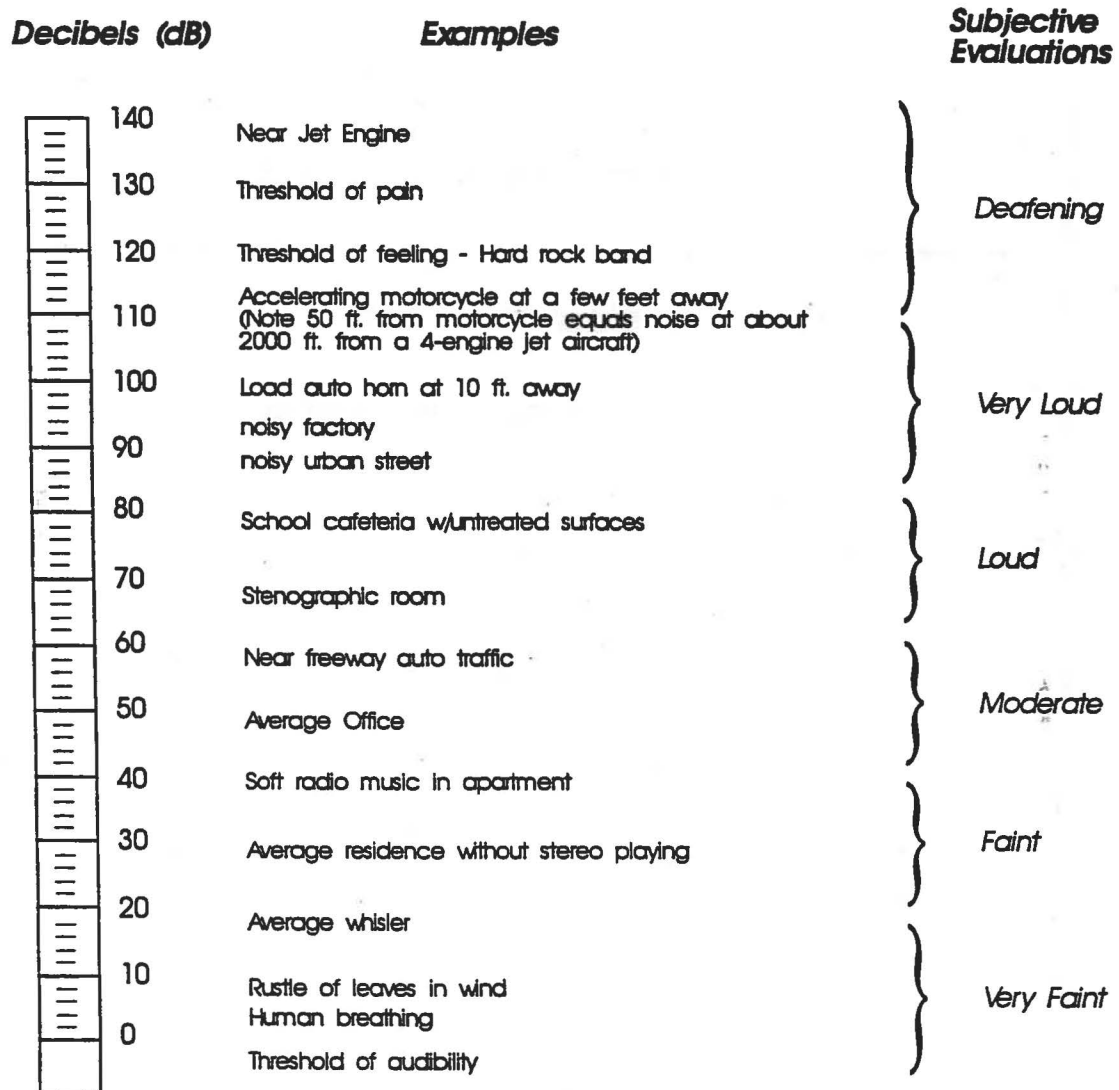 Decibels (dB) Examples Subjective
Evaluations
140
Near Jet Engine
130
Threshold of pain
Deafening
120
Threshold of feeling - Hard rock band
Accelerating motorcycle at a few feet away
110
(Note 50 ft. from motorcycle equals noise at about
2000 ft. from a 4-engine jet aircraft)
100
Load auto horn at 10 ft. away
Very Loud
noisy factory
90
noisy urban street
80
School cafeteria w/untreated surfaces
Loud
70
Stenographic room
60
Near freeway auto traffic
Moderate
50
Average Office
40
Soft radio music in apartment
30
Average residence without stereo playing
Faint
20
Average whisler
10
Rustle of leaves in wind
Very Faint
Human breathing
0
Threshold of audibility